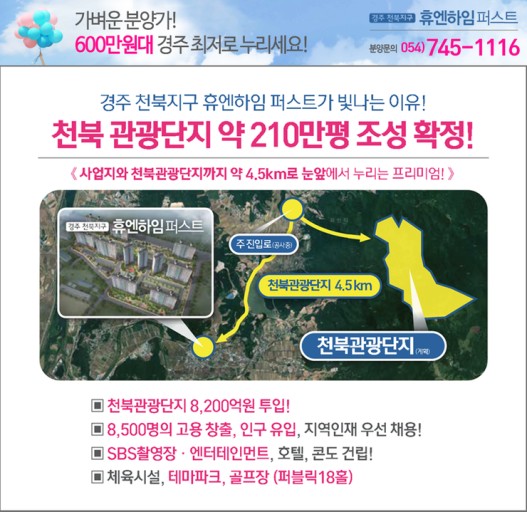 가벼운 분양가!
600만원대 경주 최저로 누리세요!
경주 천북지구 휴엔하임 퍼스트
분양문의 054) 745-1116
경주 천북지구 휴엔하임 퍼스트가 빛나는 이유!
천북 관광단지 약 210만평 조성 확정!
《 사업지와 천북관광단지까지 약 4.5km로 눈앞에서 누리는 프리미엄! 》
경주 천북지구 휴엔하임 퍼스트
주 진입로(공사중)
천북관광단지 4.5km
천북관광단지(계획)
▣ 천북관광단지 8,200억원 투입!
▣ 8,500명의 고용 창출, 인구 유입, 지역인재 우선 채용!
▣ SBS촬영장 · 엔터테인먼트, 호텔, 콘도 건립!
▣ 체육시설, 테마파크, 골프장 (퍼블릭18홀)